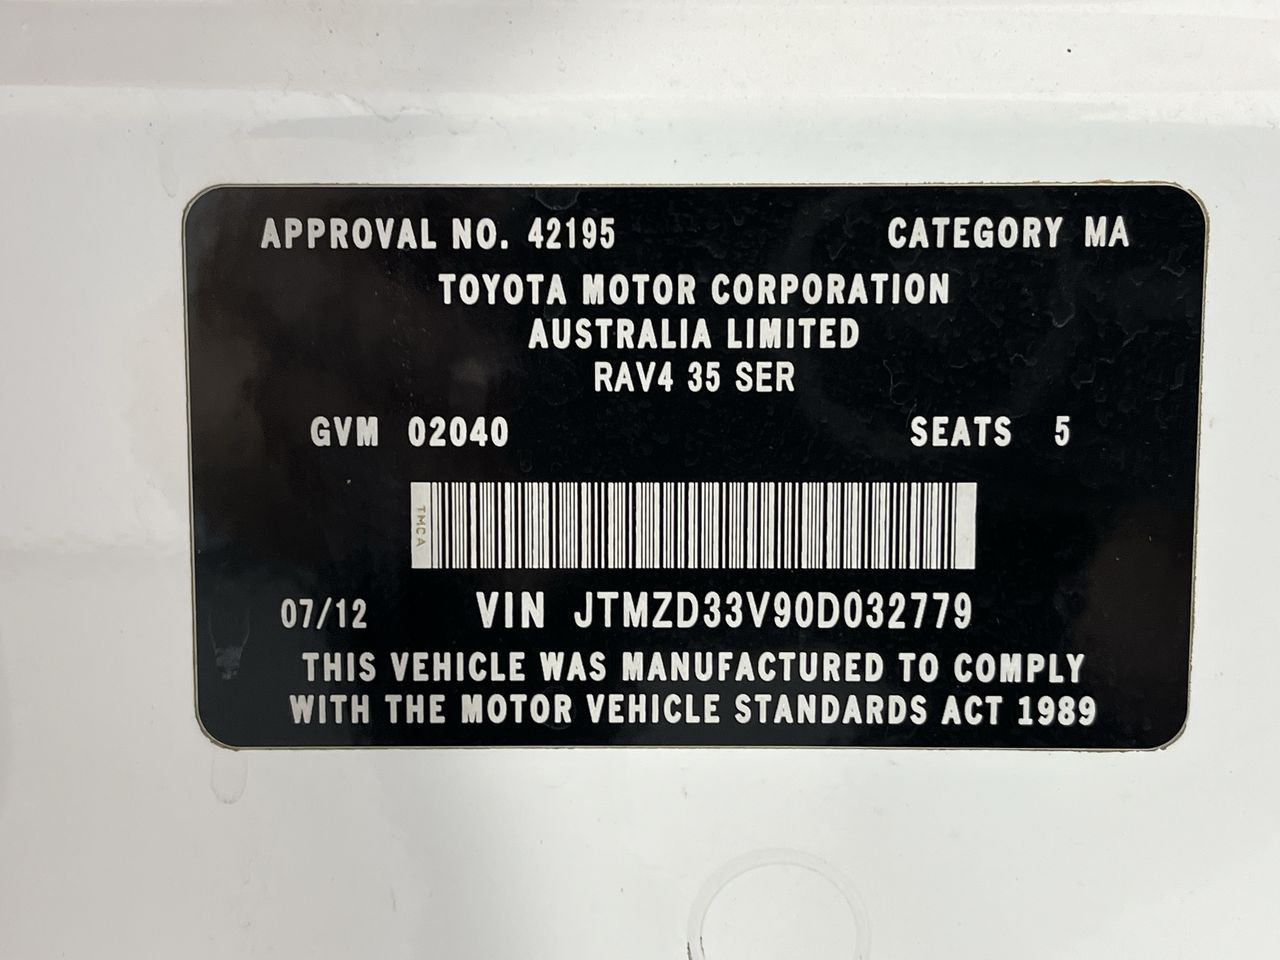 APPROVAL NO. 42195 CATEGORY MA
TOYOTA MOTOR CORPORATION
AUSTRALIA LIMITED
RAV4 35 SER
GVM 02040 SEATS 5
TMCA
07/12 VIN JTMZD33V90D032779
THIS VEHICLE WAS MANUFACTURED TO COMPLY
WITH THE MOTOR VEHICLE STANDARDS ACT 1989